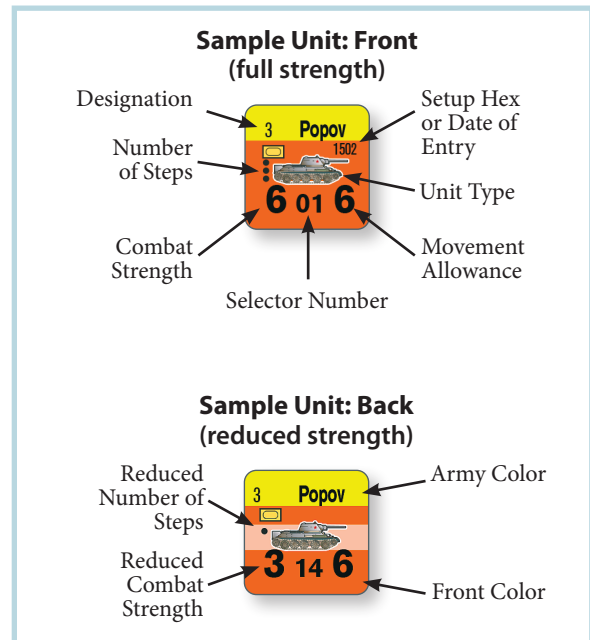 Sample Unit: Front
(full strength)
Designation
Setup Hex
or Date of
Entry
3 Popov
1502
Number
of Steps
Unit Type
6 01 6
Combat
Strength
Movement
Allowance
Selector Number
Sample Unit: Back
(reduced strength)
Reduced
Number of
Steps
Army Color
3 Popov
Reduced
Combat
Strength
3 14 6
Front Color